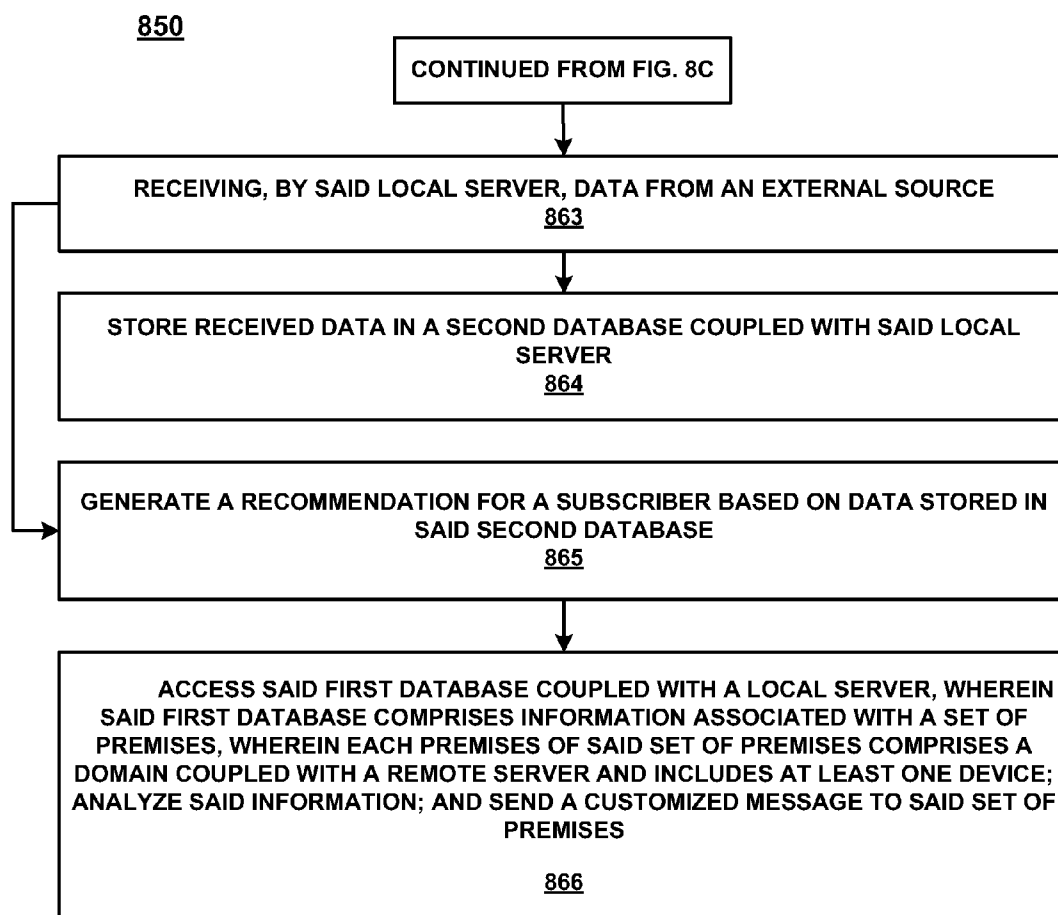 850
CONTINUED FROM FIG. 8C
RECEIVING, BY SAID LOCAL SERVER, DATA FROM AN EXTERNAL SOURCE
863
STORE RECEIVED DATA IN A SECOND DATABASE COUPLED WITH SAID LOCAL
SERVER
864
GENERATE A RECOMMENDATION FOR A SUBSCRIBER BASED ON DATA STORED IN
SAID SECOND DATABASE
865
ACCESS SAID FIRST DATABASE COUPLED WITH A LOCAL SERVER, WHEREIN
SAID FIRST DATABASE COMPRISES INFORMATION ASSOCIATED WITH A SET OF
PREMISES, WHEREIN EACH PREMISES OF SAID SET OF PREMISES COMPRISES A
DOMAIN COUPLED WITH A REMOTE SERVER AND INCLUDES AT LEAST ONE DEVICE;
ANALYZE SAID INFORMATION; AND SEND A CUSTOMIZED MESSAGE TO SAID SET OF
PREMISES
866